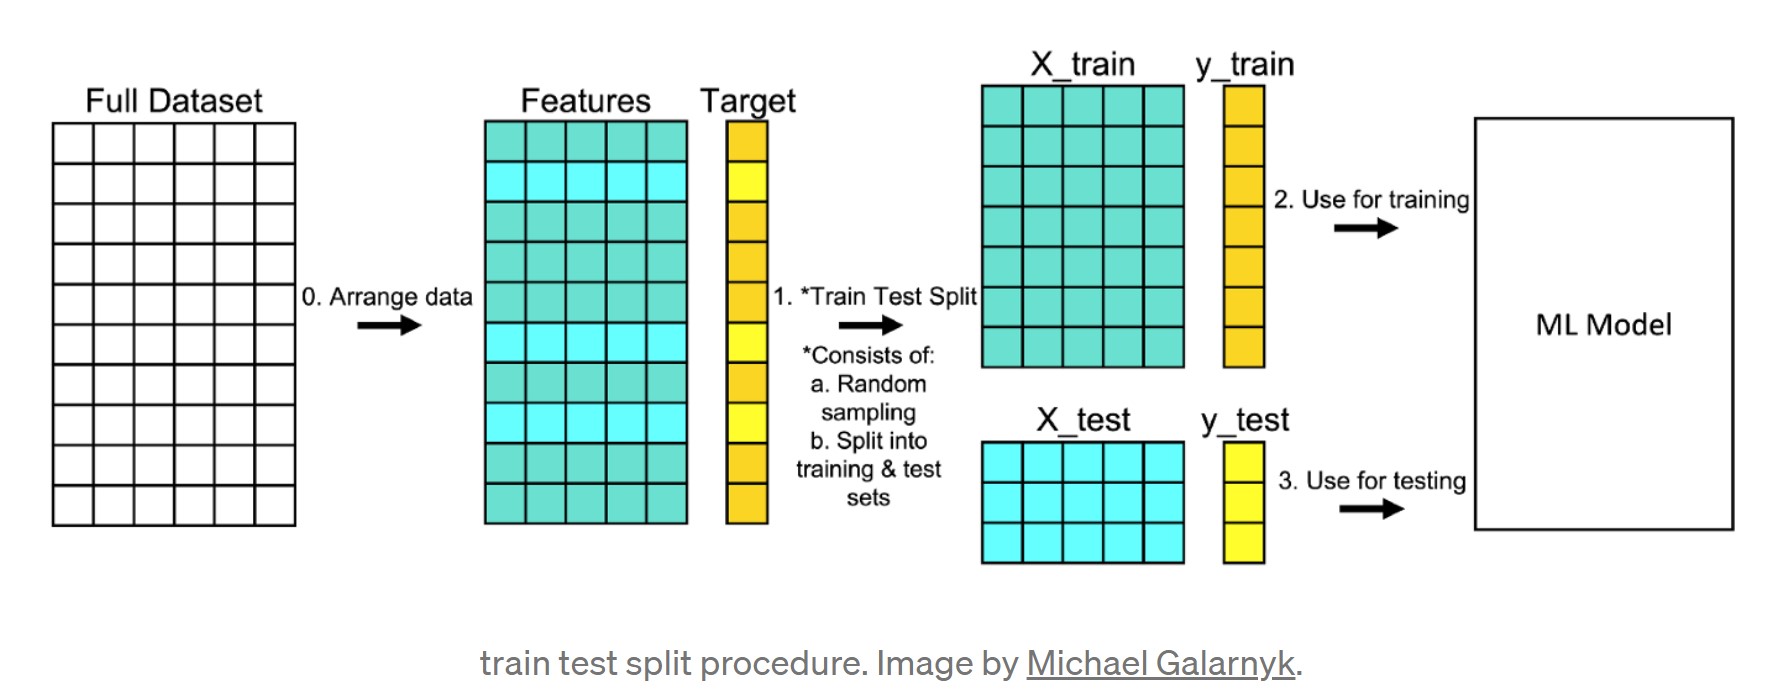 Full Dataset
0. Arrange data
Features
Target
1. *Train Test Split
*Consists of:
a. Random
sampling
b. Split into
training & test
sets
X_train
y_train
2. Use for training
X_test
y_test
3. Use for testing
ML Model
train test split procedure. Image by Michael Galarnyk.